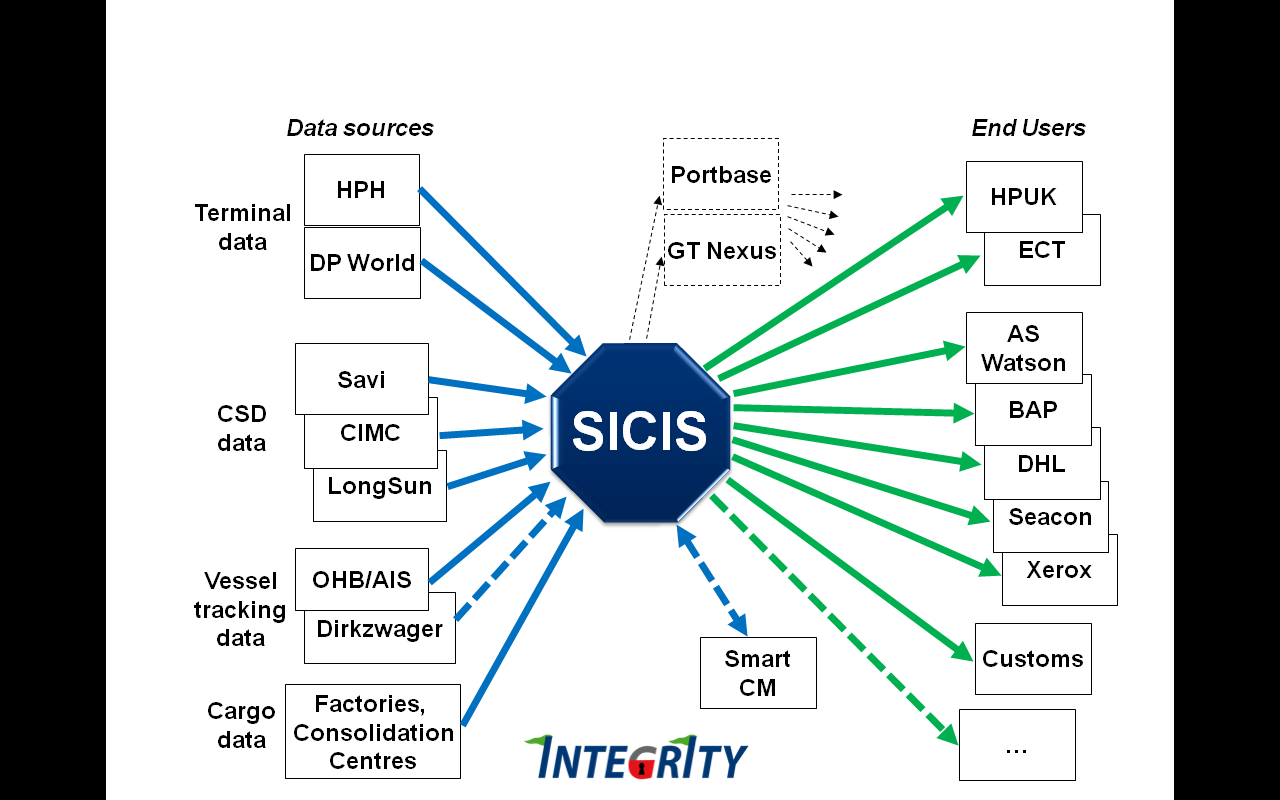 Data sources
End Users
Terminal
data
HPH
DP World
Portbase
GT Nexus
HPUK
ECT
CSD
data
Savi
CIMC
LongSun
SICIS
AS
Watson
BAP
DHL
Seacon
Xerox
Vessel
tracking
data
OHB/AIS
Dirkzwager
Smart
CM
Customs
Cargo
data
Factories,
Consolidation
Centres
...
INTEGRITY